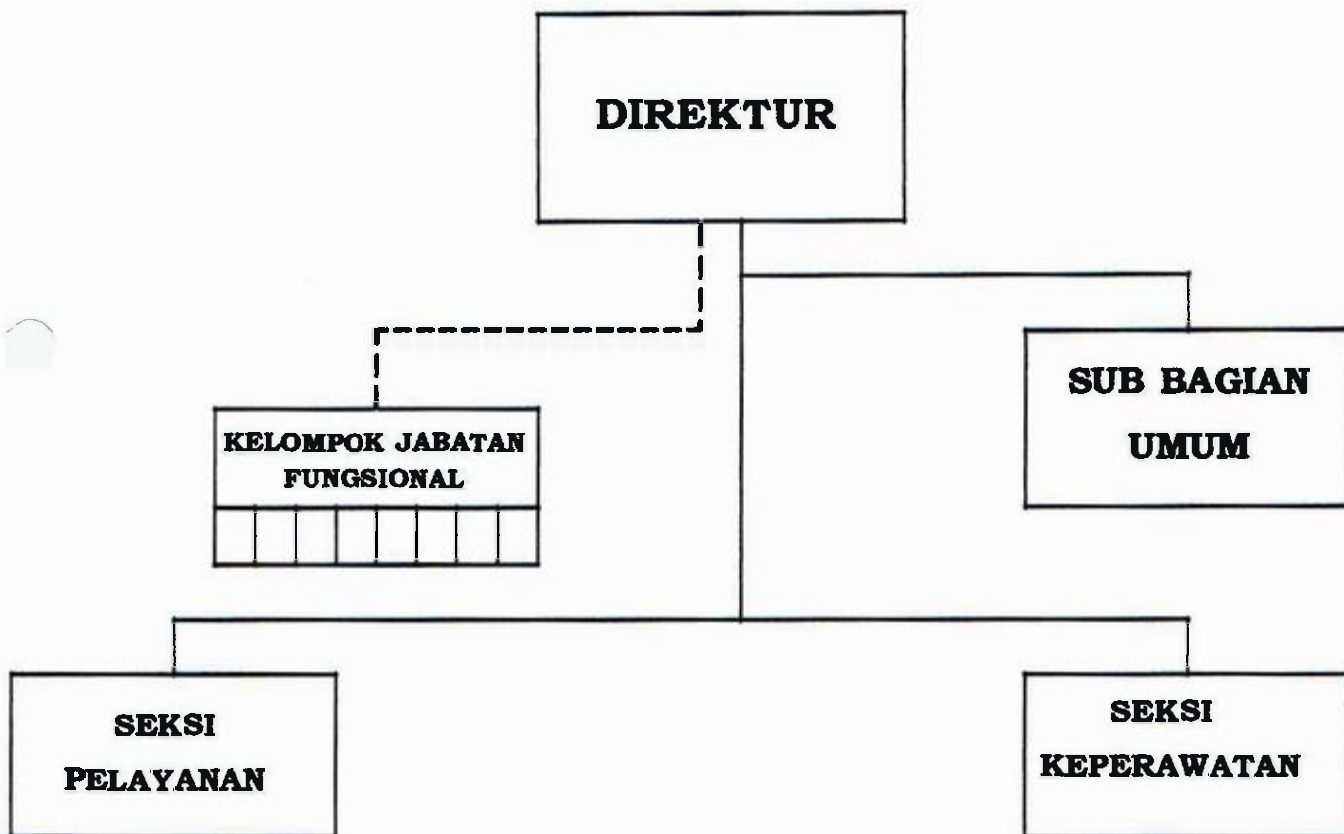 DIREKTUR
SUB BAGIAN
UMUM
KELOMPOK JABATAN
FUNGSIONAL
SEKSI
PELAYANAN
SEKSI
KEPERAWATAN